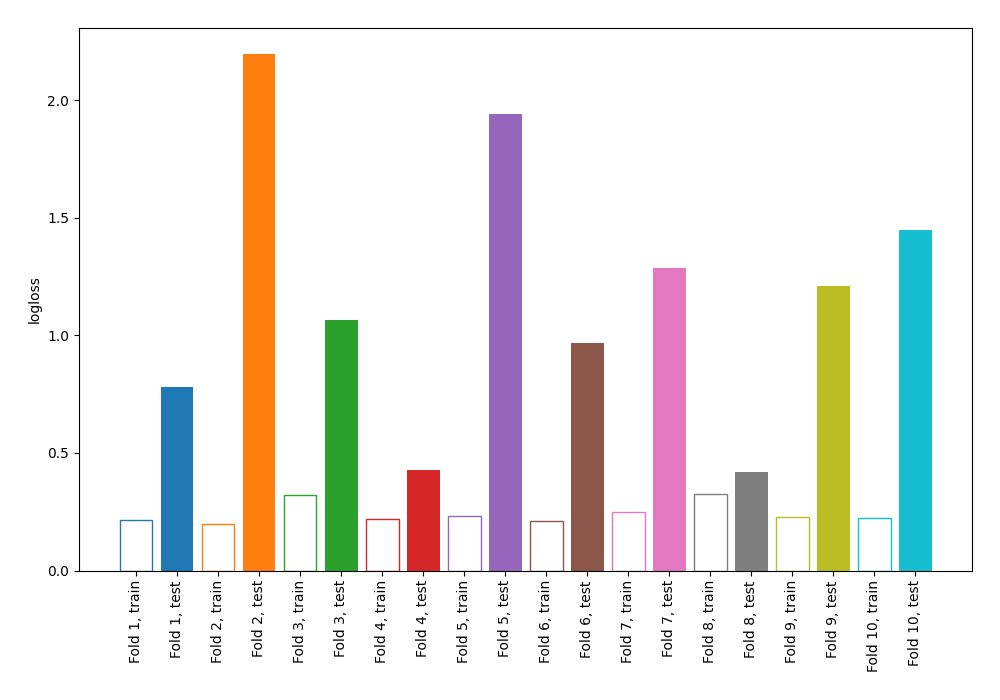 logloss
2.0
1.5
1.0
0.5
0.0
Fold 1, train
Fold 1, test
Fold 2, train
Fold 2, test
Fold 3, train
Fold 3, test
Fold 4, train
Fold 4, test
Fold 5, train
Fold 5, test
Fold 6, train
Fold 6, test
Fold 7, train
Fold 7, test
Fold 8, train
Fold 8, test
Fold 9, train
Fold 9, test
Fold 10, train
Fold 10, test